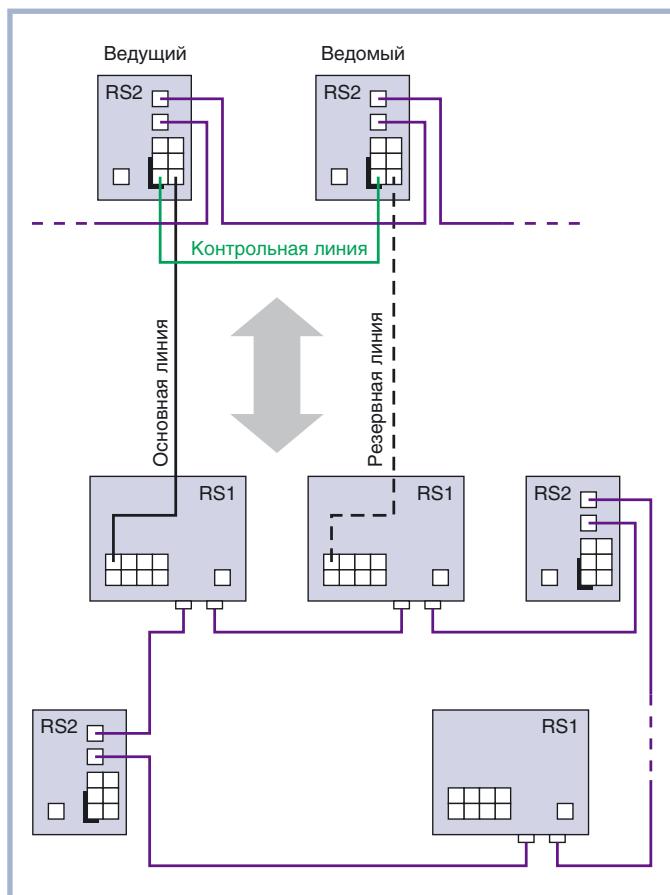 Ведущий
Ведомый
RS2
RS2
Контрольная линия
Основная линия
Резервная линия
RS1
RS1
RS2
RS2
RS1